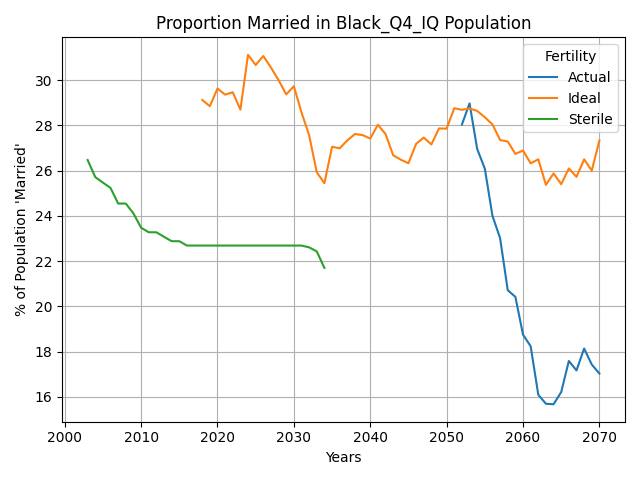 Proportion Married in Black_Q4_IQ Population
% of Population 'Married'
30
28
26
24
22
20
18
16
Fertility
Actual
Ideal
Sterile
2000 2010 2020 2030 2040 2050 2060 2070
Years